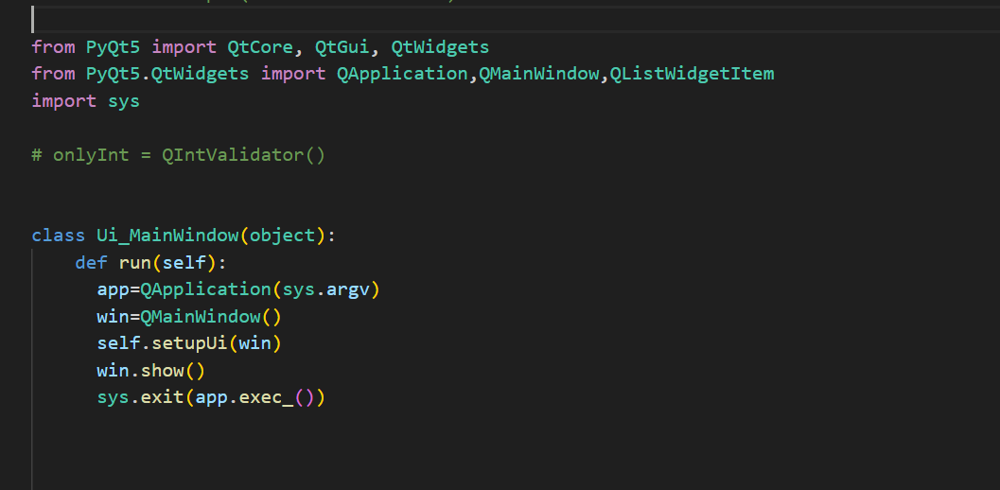 from PyQt5 import QtCore, QtGui, QtWidgets
from PyQt5.QtWidgets import QApplication,QMainWindow,QListWidgetItem
import sys
# onlyInt = QIntValidator()
class Ui_MainWindow(object):
    def run(self):
      app=QApplication(sys.argv)
      win=QMainWindow()
      self.setupUi(win)
      win.show()
      sys.exit(app.exec_())